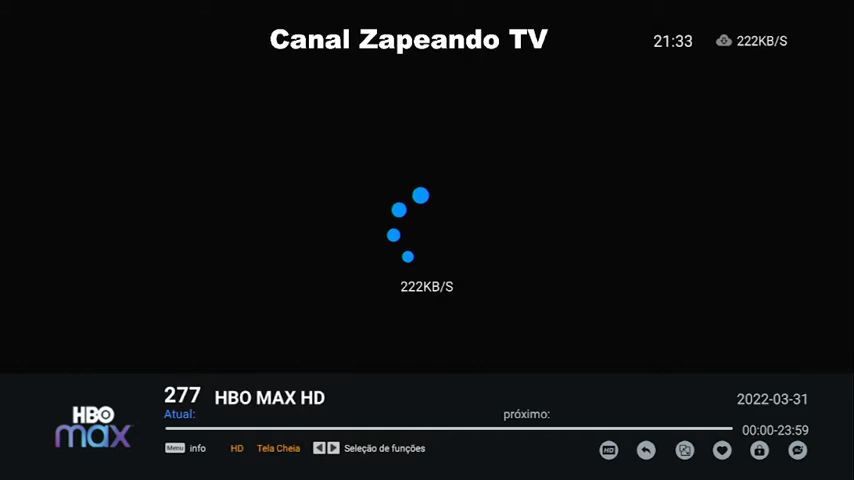 Canal Zapeando TV
21:33
222KB/S
222KB/S
HBO
max
277 HBO MAX HD
2022-03-31
Atual:
próximo:
00:00-23:59
Menu info HD Tela Cheia Seleção de funções
HD